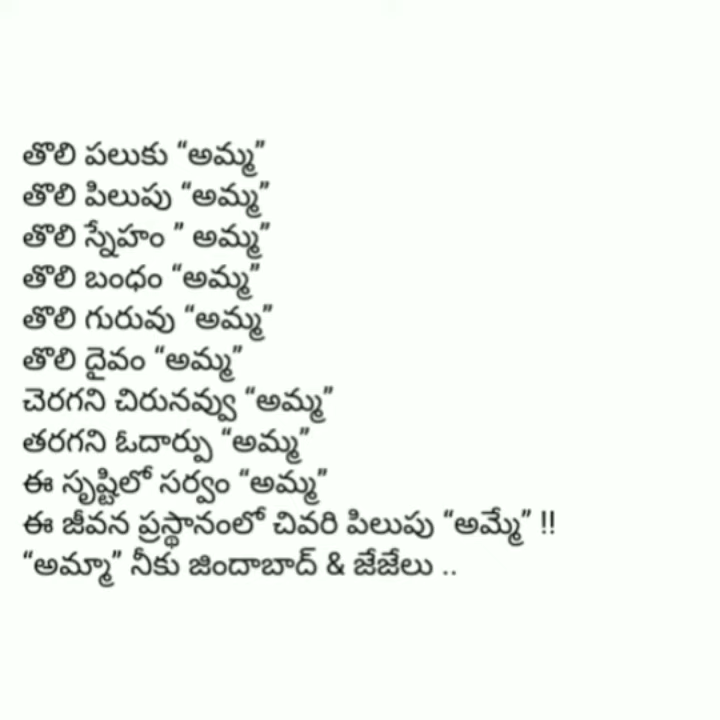 తొలి పలుకు “అమ్మ”
తొలి పిలుపు “అమ్మ”
తొలి స్నేహం ” అమ్మ”
తొలి బంధం “అమ్మ”
తొలి గురువు “అమ్మ”
తొలి దైవం “అమ్మ”
చెరగని చిరునవ్వు “అమ్మ”
తరగని ఓదార్పు “అమ్మ”
ఈ సృష్టిలో సర్వం “అమ్మ”
ఈ జీవన ప్రస్థానంలో చివరి పిలుపు “అమ్మే” !!
“అమ్మా” నీకు జిందాబాద్ & జేజేలు ..